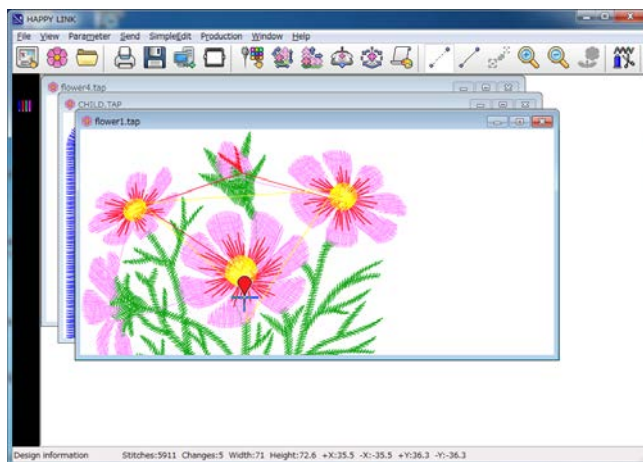 HAPPY LINK
File View Parameter Send SimpleEdit Production Window Help
flower4.tap
CHILD.TAP
flower1.tap
Design information Stitches:5911 Changes:5 Width:71 Height:72.6 +X:35.5 -X:-35.5 +Y:36.3 -Y:-36.3